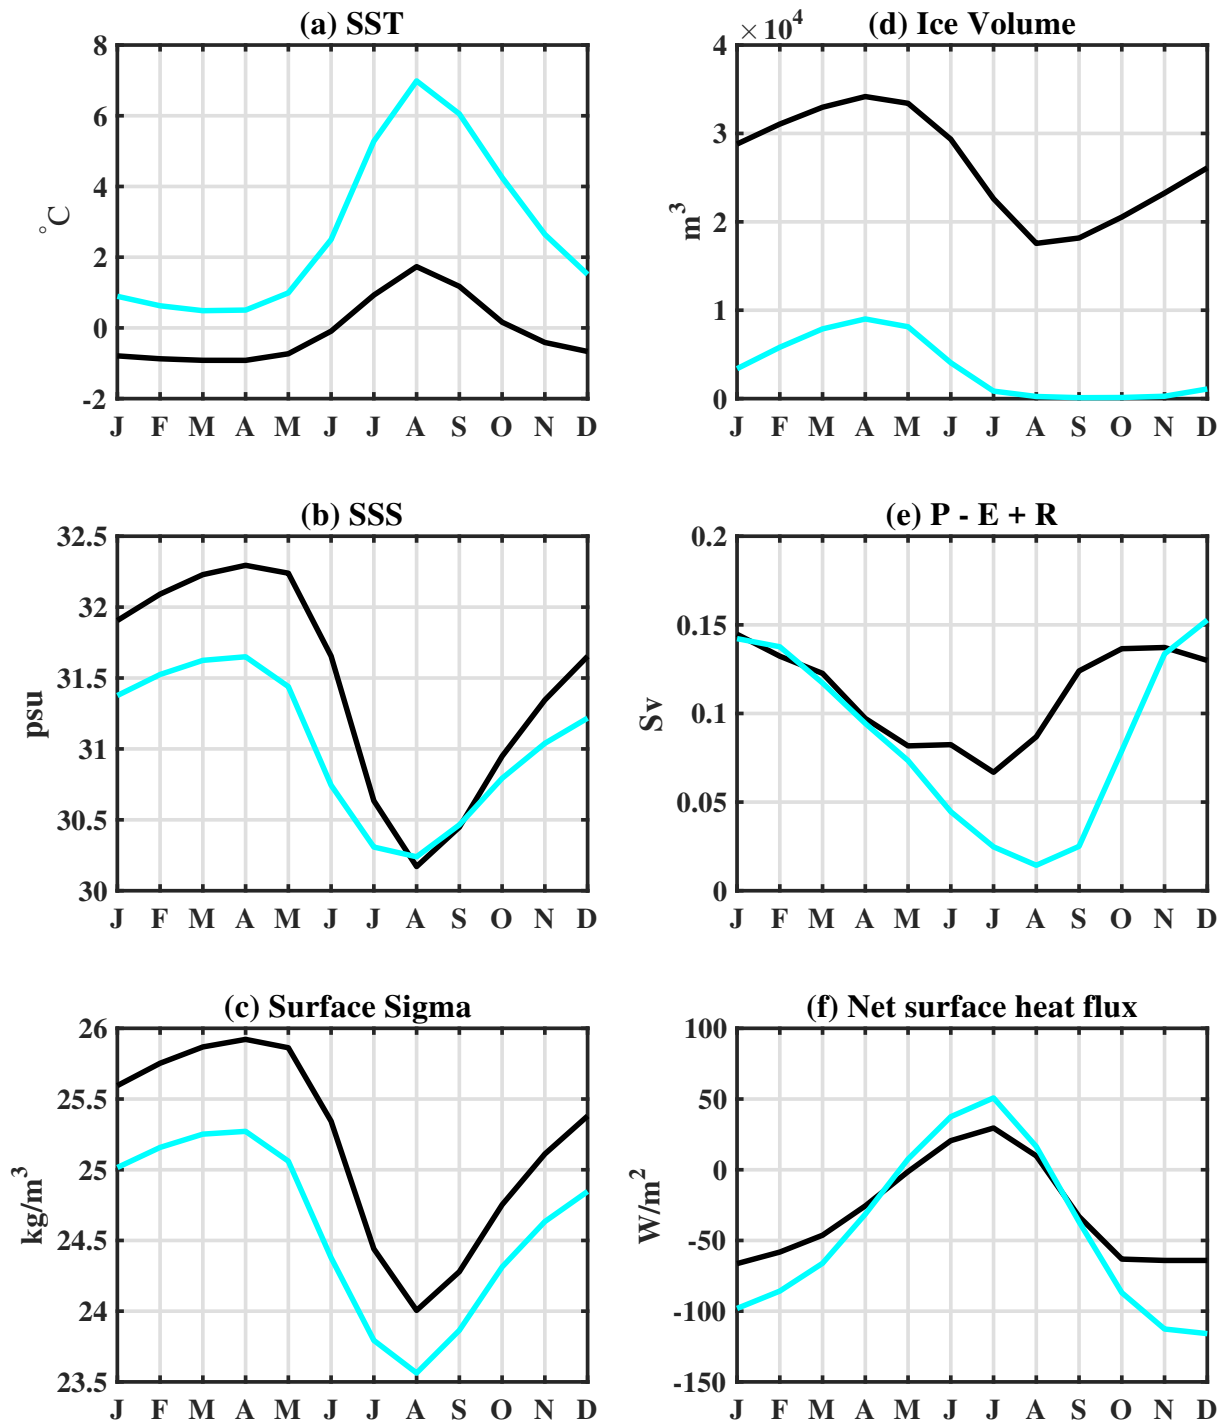 (a) SST
8
6
4
2
0
-2
°C
J F M A M J J A S O N D
(d) Ice Volume
×10⁴
4
3
2
1
0
m³
J F M A M J J A S O N D
(b) SSS
32.5
32
31.5
31
30.5
30
psu
J F M A M J J A S O N D
(e) P - E + R
0.2
0.15
0.1
0.05
0
Sv
J F M A M J J A S O N D
(c) Surface Sigma
26
25.5
25
24.5
24
23.5
kg/m³
J F M A M J J A S O N D
(f) Net surface heat flux
100
50
0
-50
-100
-150
W/m²
J F M A M J J A S O N D